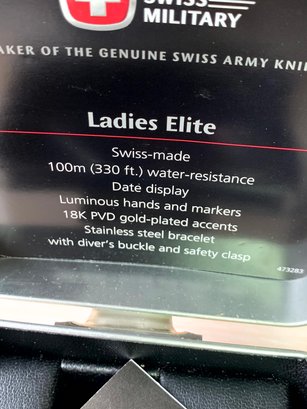 SWISS
MILITARY
AKER OF THE GENUINE SWISS ARMY KNI
Ladies Elite
Swiss-made
100m (330 ft.) water-resistance
Date display
Luminous hands and markers
18K PVD gold-plated accents
Stainless steel bracelet
with diver's buckle and safety clasp
473283